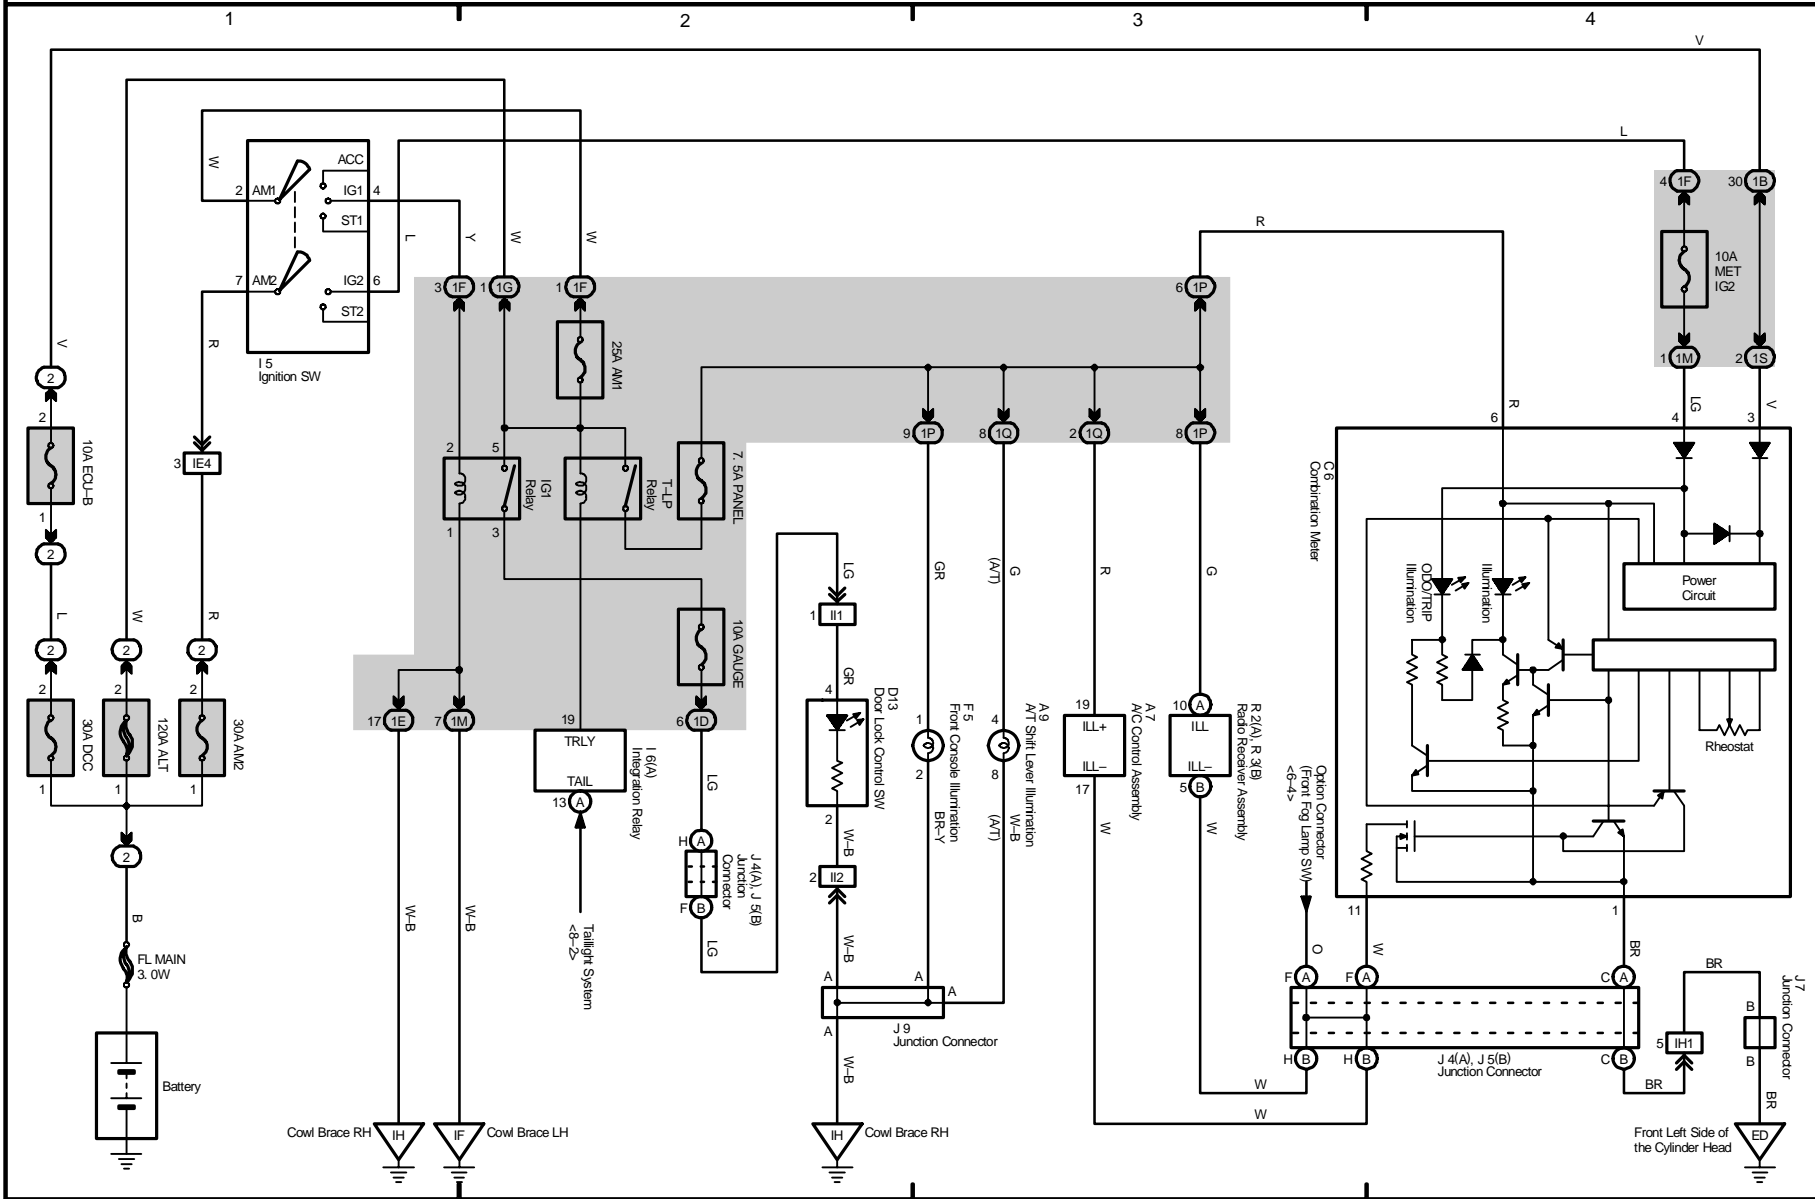 1
2
3
4
V
L
W
ACC
2 AM1
IG1 4
ST1
7 AM2
IG2 6
ST2
I 5
Ignition SW
L
Y
W
W
R
V
R
4 1F
30 1B
10A
MET
IG2
1 1M
2 1S
LG
V
4
3
R
6
3 1F
1 1G
1 1F
6 1P
25A AM1
2
2
10A ECU–B
1
2
3 IE4
9 1P
8 1Q
2 1Q
8 1P
2
5
1
3
IG1
Relay
T–LP
Relay
7. 5A PANEL
10A GAUGE
L
W
R
2
2
2
2
2
2
30A DCC
120A ALT
30A AM2
1
1
1
2
B
FL MAIN
3. 0W
Battery
17 1E
7 1M
19
6 1D
TRLY
TAIL
13 A
I 6(A)
Integration Relay
Taillight System
<8–2>
W–B
W–B
LG
H A
F B
J 4(A), J 5(B)
Junction
Connector
LG
LG
1 II1
GR
4
D13
Door Lock Control SW
2
W–B
2 II2
W–B
A
A
A
A
J 9
Junction Connector
W–B
GR
1
2
F 5
Front Console Illumination
BR–Y
G
(A/T)
4
8
A 9
A/T Shift Lever Illumination
W–B
(A/T)
R
19
ILL+
ILL–
17
A 7
A/C Control Assembly
W
G
10 A
ILL
ILL–
5 B
R 2(A), R 3(B)
Radio Receiver Assembly
W
C 6
Combination Meter
ODO/TRIP
Illumination
Illumination
Power
Circuit
Rheostat
11
1
Option Connector
(Front Fog Lamp SW)
<6–4>
O
W
BR
F A
F A
C A
H B
H B
C B
J 4(A), J 5(B)
Junction Connector
W
W
BR
5 IH1
BR
J 7
Junction Connector
B
B
BR
Cowl Brace RH
IH
IF
Cowl Brace LH
IH
Cowl Brace RH
Front Left Side of
the Cylinder Head
ED